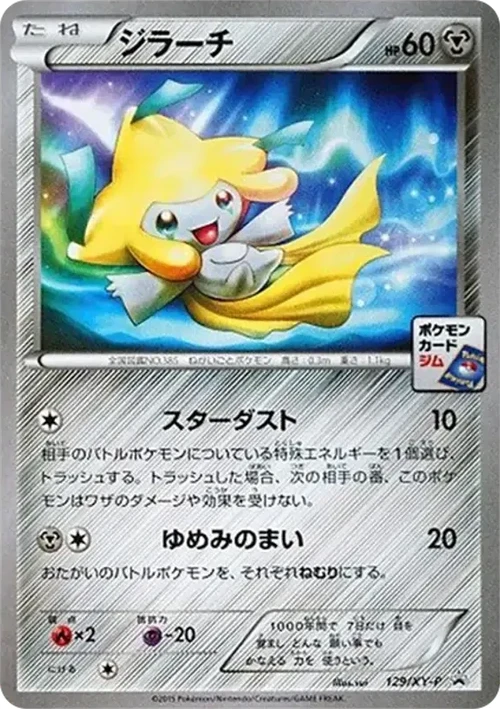 たね ジラーチ HP60
全国図鑑NO.385 ねがいごとポケモン 高さ:0.3m 重さ:1.1kg
ポケモン
カード
ジム
スターダスト 10
相手のバトルポケモンについている特殊エネルギーを1個選び、
トラッシュする。トラッシュした場合、次の相手の番、このポケ
モンはワザのダメージや効果を受けない。
ゆめみのまい 20
おたがいのバトルポケモンを、それぞれねむりにする。
弱点 抵抗力
×2 -20
にげる
1000年間で 7日だけ 目を
覚まし どんな 願い事でも
かなえる 力を 使うという。
Illus. 129/XY-P
©2015 Pokémon/Nintendo/Creatures/GAME FREAK.